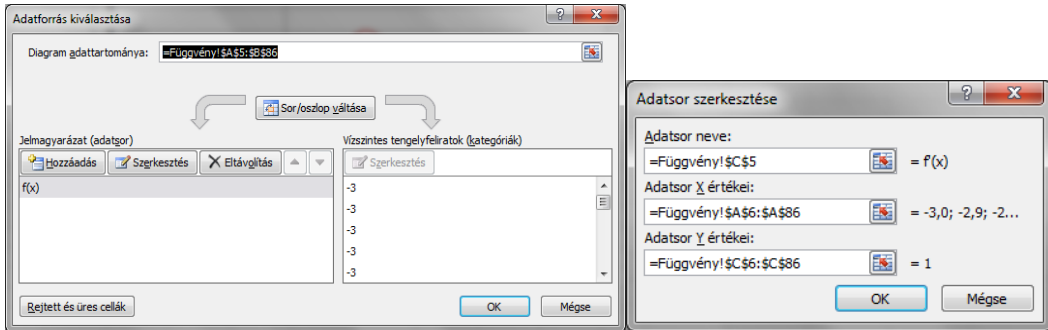 Adatforrás kiválasztása
Diagram adattartománya: =Függvény!$A$5:$B$86
Sor/oszlop váltása
Jelmagyarázat (adatsor)
Hozzáadás Szerkesztés Eltávolítás
f(x)
Vízszintes tengelyfeliratok (kategóriák)
Szerkesztés
-3
-3
-3
-3
-3
Rejtett és üres cellák
OK Mégse
Adatsor szerkesztése
Adatsor neve:
=Függvény!$C$5 = f'(x)
Adatsor X értékei:
=Függvény!$A$6:$A$86 = -3,0; -2,9; -2...
Adatsor Y értékei:
=Függvény!$C$6:$C$86 = 1
OK Mégse